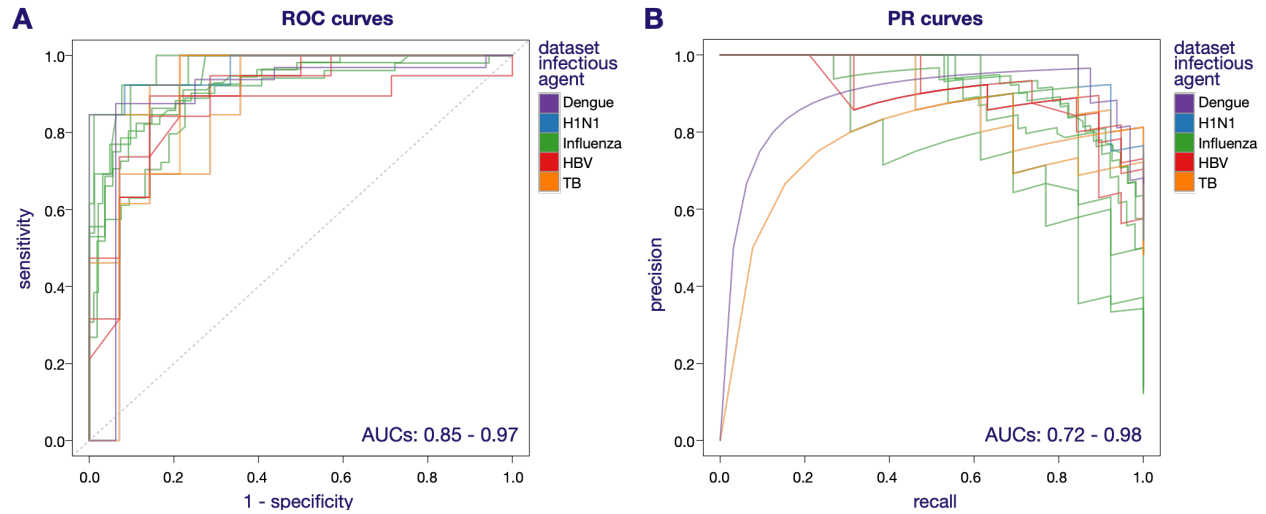 A
ROC curves
1.0
0.8
0.6
0.4
0.2
0.0
sensitivity
0.0
0.2
0.4
0.6
0.8
1.0
1 - specificity
AUCs: 0.85 - 0.97
dataset
infectious
agent
Dengue
H1N1
Influenza
HBV
TB
B
PR curves
1.0
0.8
0.6
0.4
0.2
0.0
precision
0.0
0.2
0.4
0.6
0.8
1.0
recall
AUCs: 0.72 - 0.98
dataset
infectious
agent
Dengue
H1N1
Influenza
HBV
TB